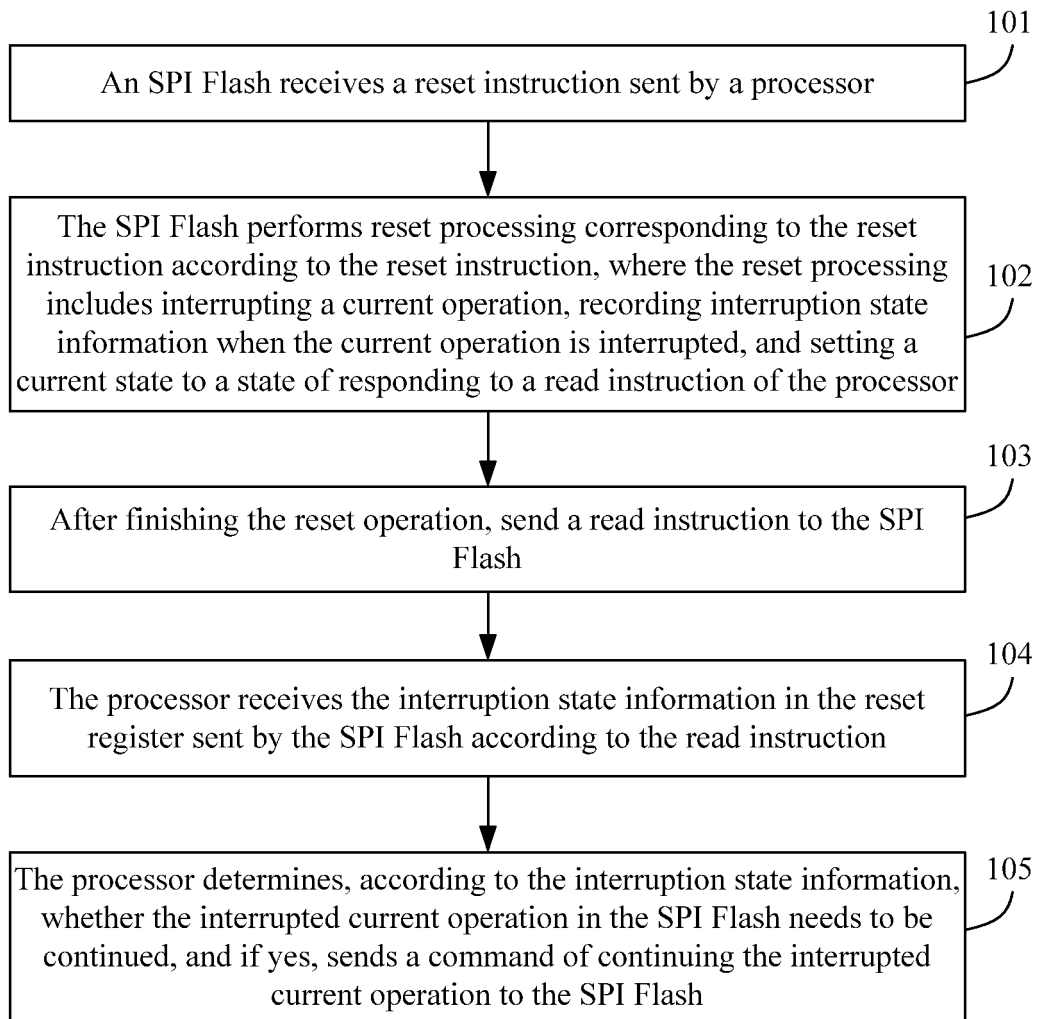 101
An SPI Flash receives a reset instruction sent by a processor
The SPI Flash performs reset processing corresponding to the reset
instruction according to the reset instruction, where the reset processing
includes interrupting a current operation, recording interruption state
information when the current operation is interrupted, and setting a
current state to a state of responding to a read instruction of the processor
102
103
After finishing the reset operation, send a read instruction to the SPI
Flash
104
The processor receives the interruption state information in the reset
register sent by the SPI Flash according to the read instruction
105
The processor determines, according to the interruption state information,
whether the interrupted current operation in the SPI Flash needs to be
continued, and if yes, sends a command of continuing the interrupted
current operation to the SPI Flash